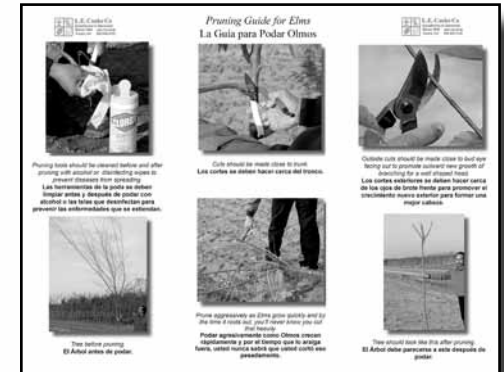 L.E. Cooke Co
Pruning Guide for Elms
La Guia para Podar Olmos
L.E. Cooke Co
CLOROX
Pruning tools should be cleaned before and after
pruning with alcohol or disinfecting wipes to
prevent diseases from spreading.
Las herramientas de la poda se deben
limpiar antes y después de podar con
alcohol o las telas que desinfectan para
prevenir las enfermedades que se extiendan.
Cuts should be made close to trunk.
Los cortes se deben hacer cerca del tronco.
Outside cuts should be made close to bud eye
facing out to promote outward new growth of
branching for a well shaped head.
Los cortes exteriores se deben hacer cerca
de los ojos de brote frente para promover el
crecimiento nuevo exterior para formar una
mejor cabeza.
Tree before pruning.
El Árbol antes de podar.
Prune aggressively as Elms grow quickly and by
the time it roots out, you'll never know you cut
that heavily.
Podar agresivamente como Olmos crecen
rápidamente y por el tiempo que lo araiga
fuera, usted nunca sabrá que usted cortó eso
pesadamente.
Tree should look like this after pruning.
El Árbol debe parecerse a este después de
podar.